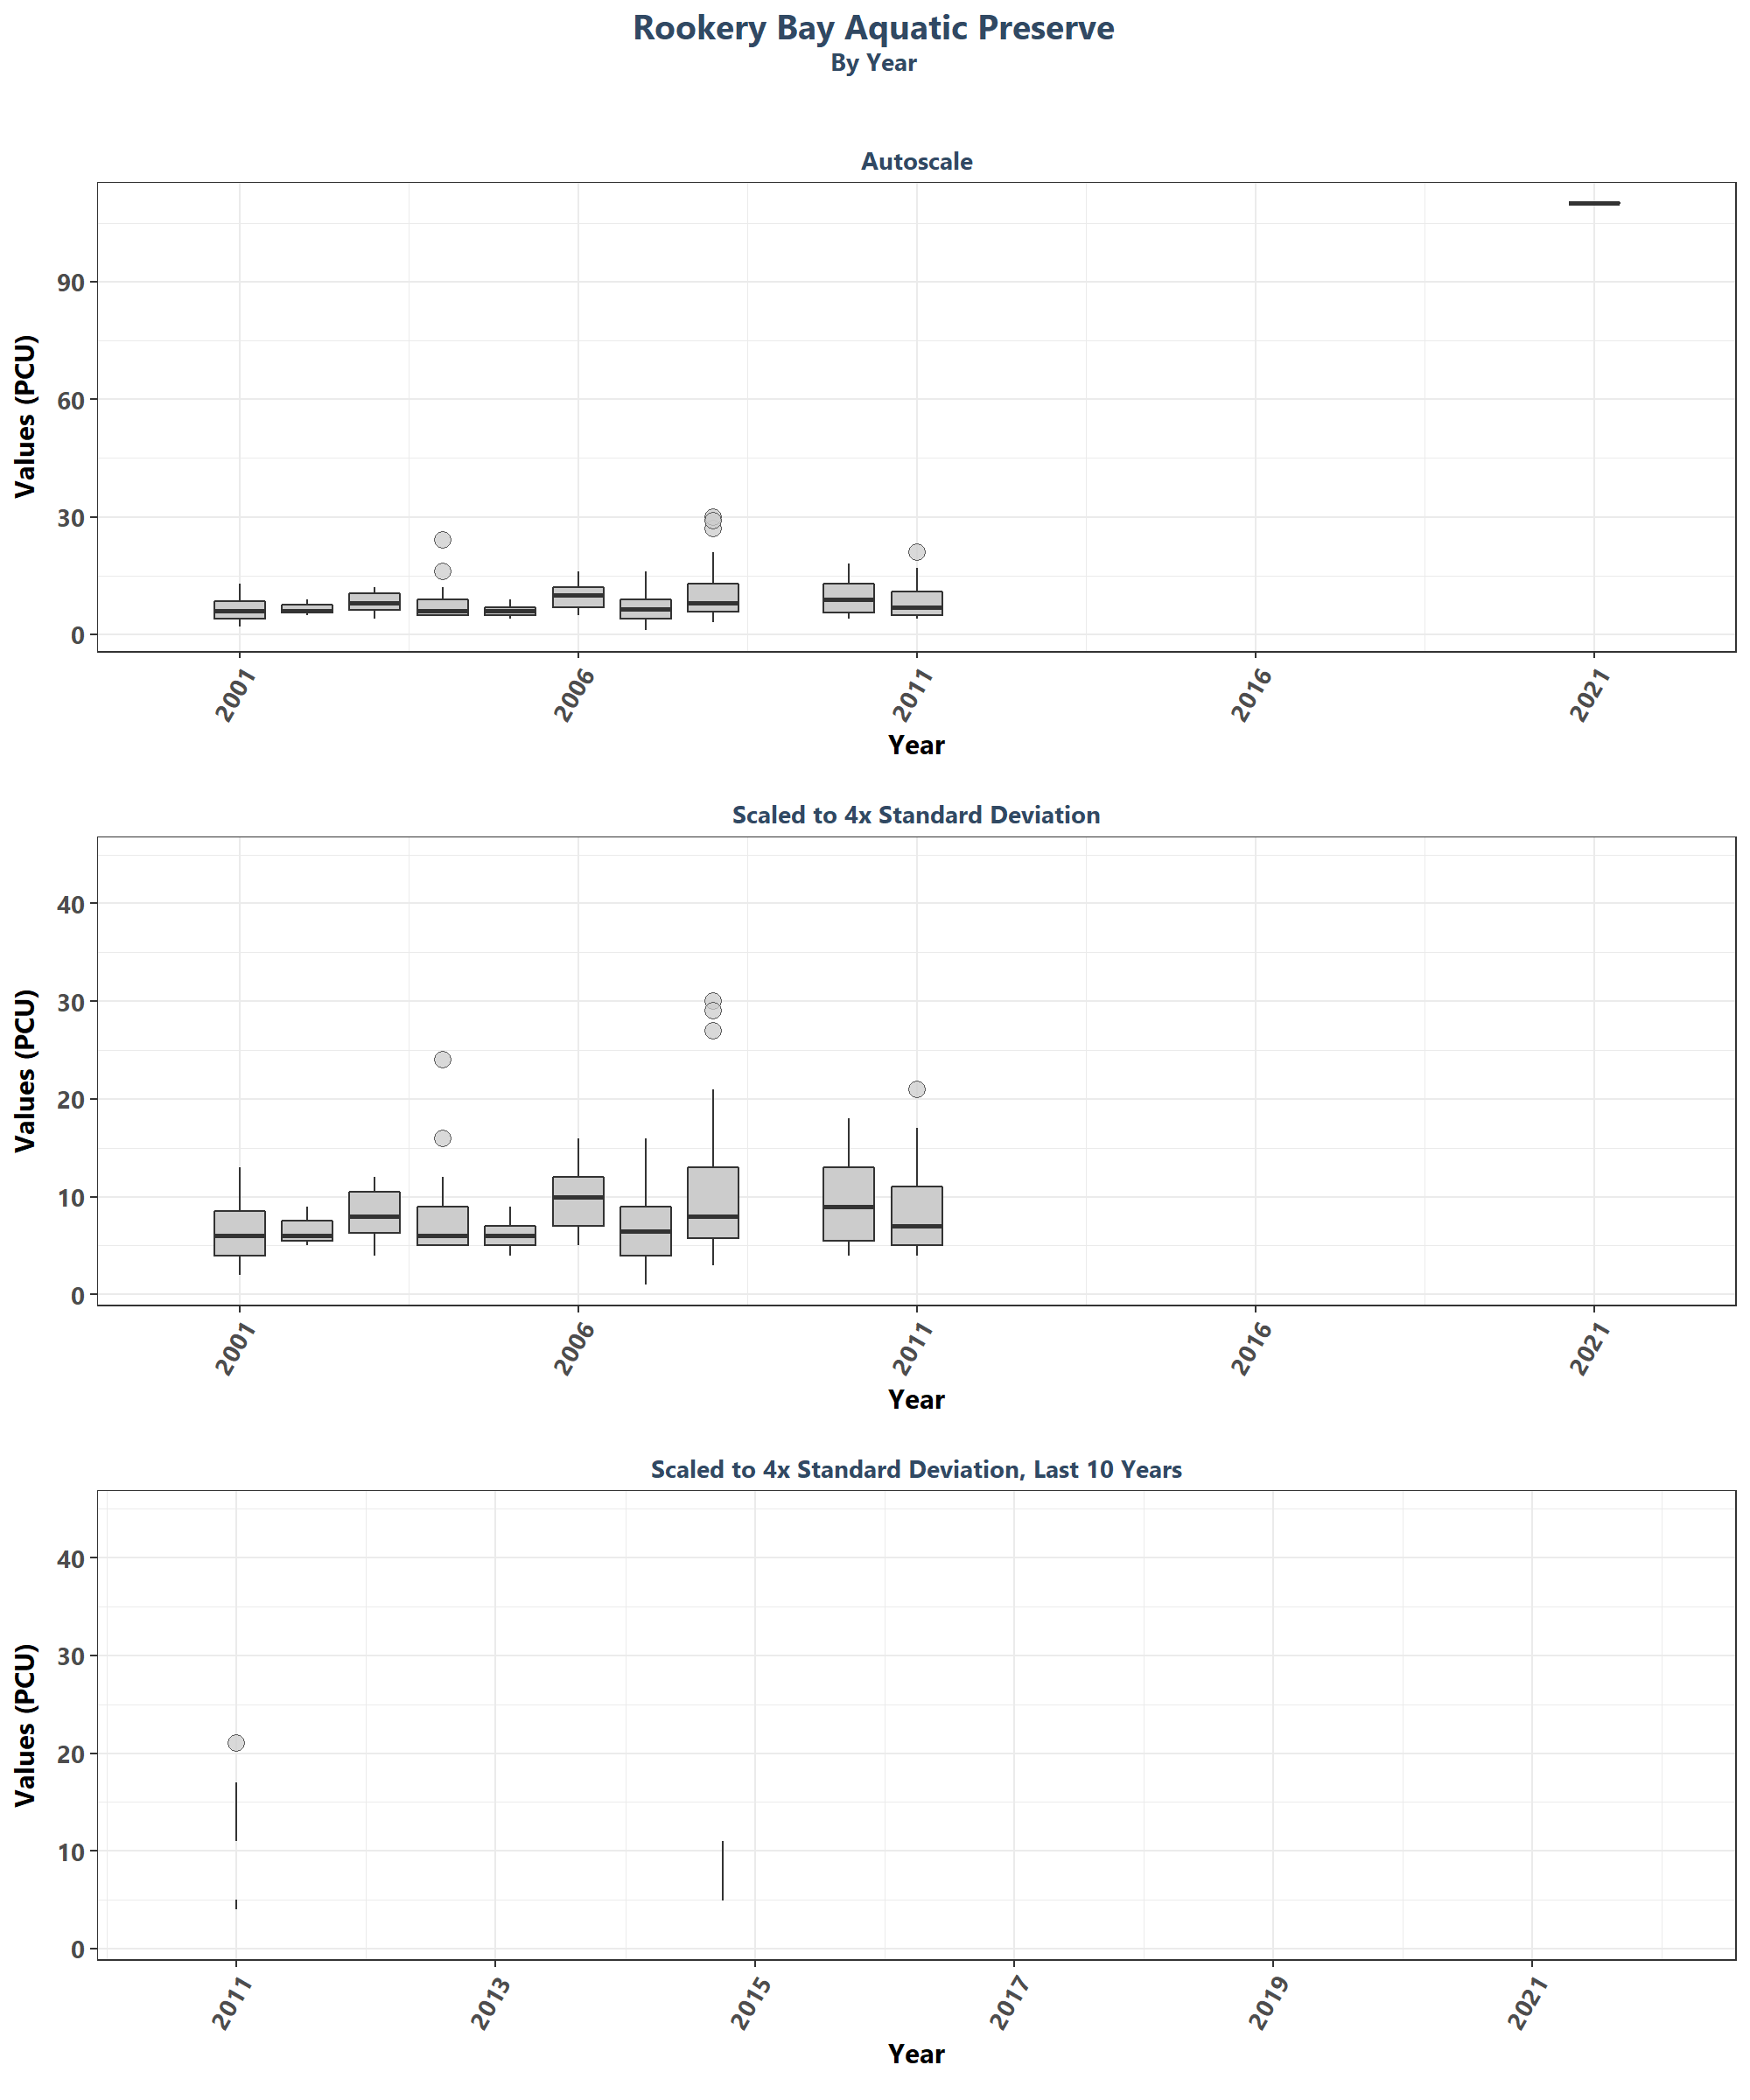 Rookery Bay Aquatic Preserve
By Year
Autoscale
Values (PCU)
90
60
30
0
2001
2006
2011
2016
2021
Year
Scaled to 4x Standard Deviation
Values (PCU)
40
30
20
10
0
2001
2006
2011
2016
2021
Year
Scaled to 4x Standard Deviation, Last 10 Years
Values (PCU)
40
30
20
10
0
2011
2013
2015
2017
2019
2021
Year